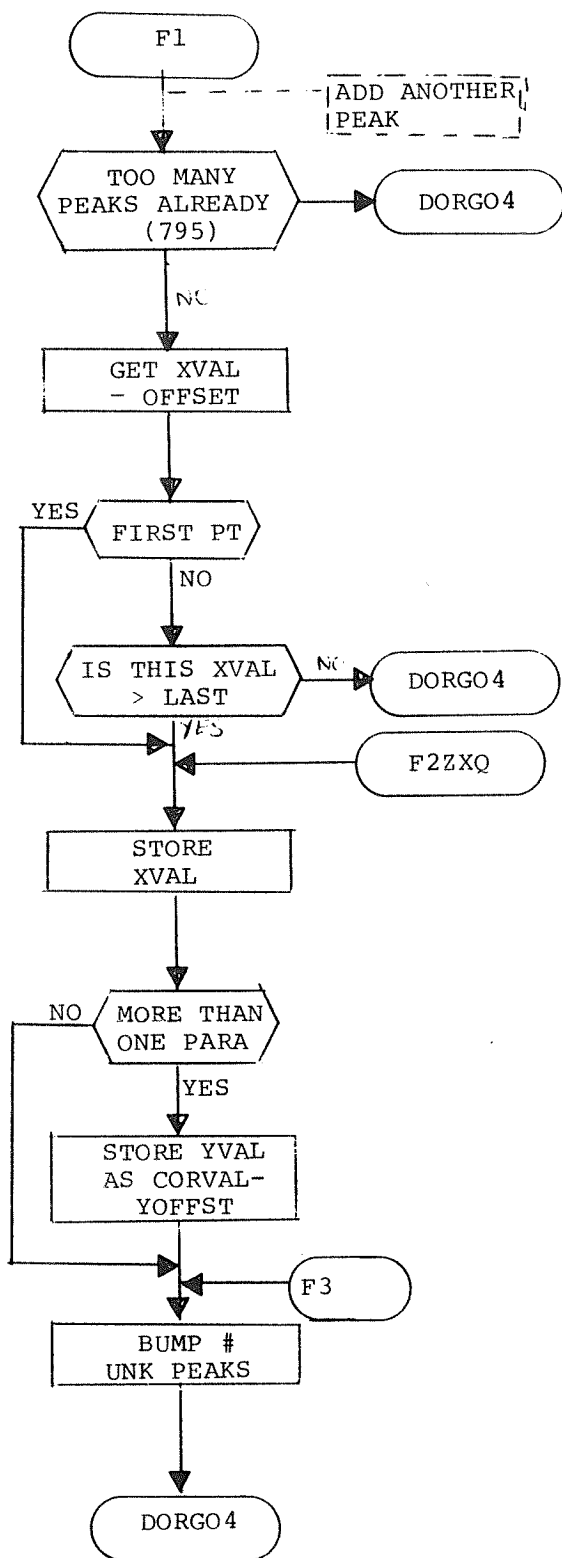 F1
ADD ANOTHER
PEAK
TOO MANY
PEAKS ALREADY
(795)
DORGO4
NO
GET XVAL
- OFFSET
YES
FIRST PT
NO
IS THIS XVAL
> LAST
NO
DORGO4
YES
F2ZXQ
STORE
XVAL
NO
MORE THAN
ONE PARA
YES
STORE YVAL
AS CORVAL-
YOFFST
F3
BUMP #
UNK PEAKS
DORGO4